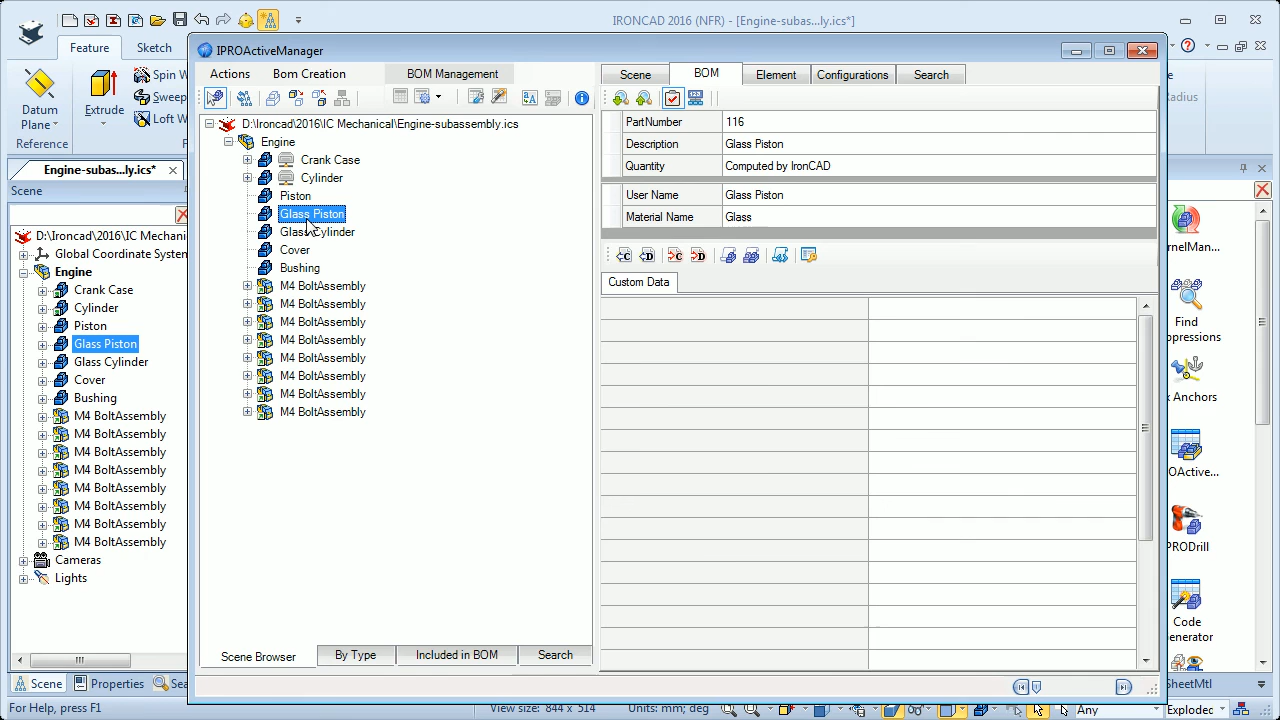 IRONCAD 2016 (NFR) - [Engine-subas...ly.ics*]
Feature
Sketch
Datum
Plane
Extrude
Spin W
Sweep
Loft W
Reference
Radius
Engine-subas...ly.ics*
Scene
D:\Ironcad\2016\IC Mechani
Global Coordinate System
Engine
Crank Case
Cylinder
Piston
Glass Piston
Glass Cylinder
Cover
Bushing
M4 BoltAssembly
M4 BoltAssembly
M4 BoltAssembly
M4 BoltAssembly
M4 BoltAssembly
M4 BoltAssembly
M4 BoltAssembly
M4 BoltAssembly
Cameras
Lights
Scene
Properties
Sea
For Help, press F1
IPROActiveManager
Actions
Bom Creation
BOM Management
D:\Ironcad\2016\IC Mechanical\Engine-subassembly.ics
Engine
Crank Case
Cylinder
Piston
Glass Piston
Glass Cylinder
Cover
Bushing
M4 BoltAssembly
M4 BoltAssembly
M4 BoltAssembly
M4 BoltAssembly
M4 BoltAssembly
M4 BoltAssembly
M4 BoltAssembly
M4 BoltAssembly
Scene Browser
By Type
Included in BOM
Search
Scene
BOM
Element
Configurations
Search
PartNumber 116
Description Glass Piston
Quantity Computed by IronCAD
User Name Glass Piston
Material Name Glass
Custom Data
nelMan...
Find
pressions
Anchors
OActive...
PRODrill
Code
enerator
SheetMtl
View size: 844 x 514
Units: mm; deg
Any
Explodec